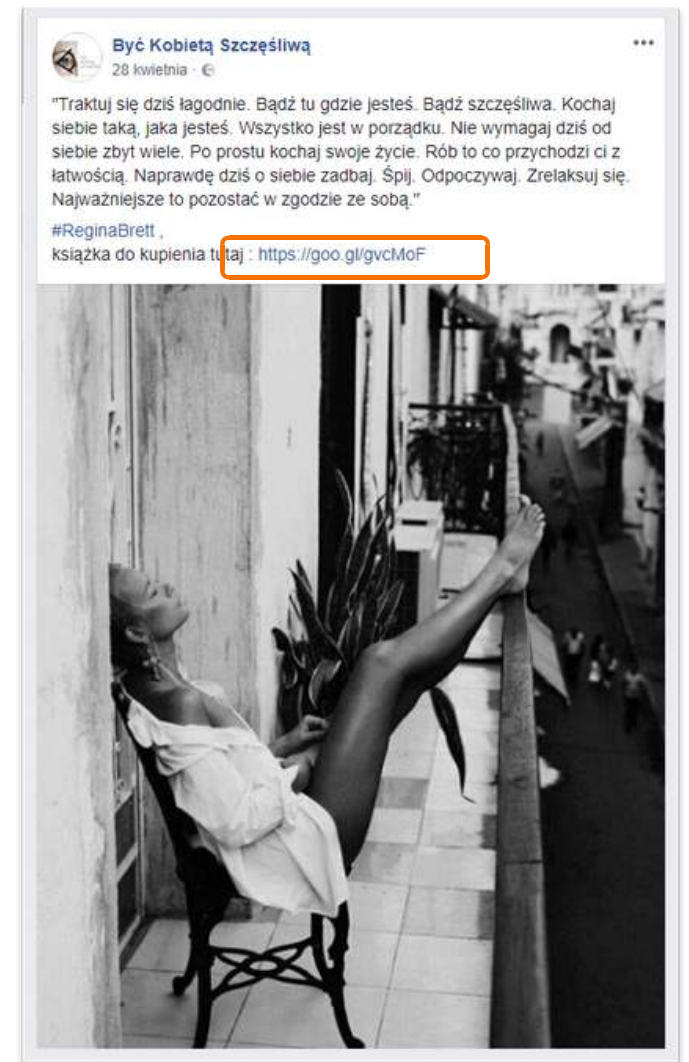 Być Kobietą Szczęśliwą
28 kwietnia ·
"Traktuj się dziś łagodnie. Bądź tu gdzie jesteś. Bądź szczęśliwa. Kochaj
siebie taką, jaka jesteś. Wszystko jest w porządku. Nie wymagaj dziś od
siebie zbyt wiele. Po prostu kochaj swoje życie. Rób to co przychodzi ci z
łatwością. Naprawdę dziś o siebie zadbaj. Śpij. Odpoczywaj. Zrelaksuj się.
Najważniejsze to pozostać w zgodzie ze sobą."
#ReginaBrett ,
książka do kupienia tutaj : https://goo.gl/gvcMoF